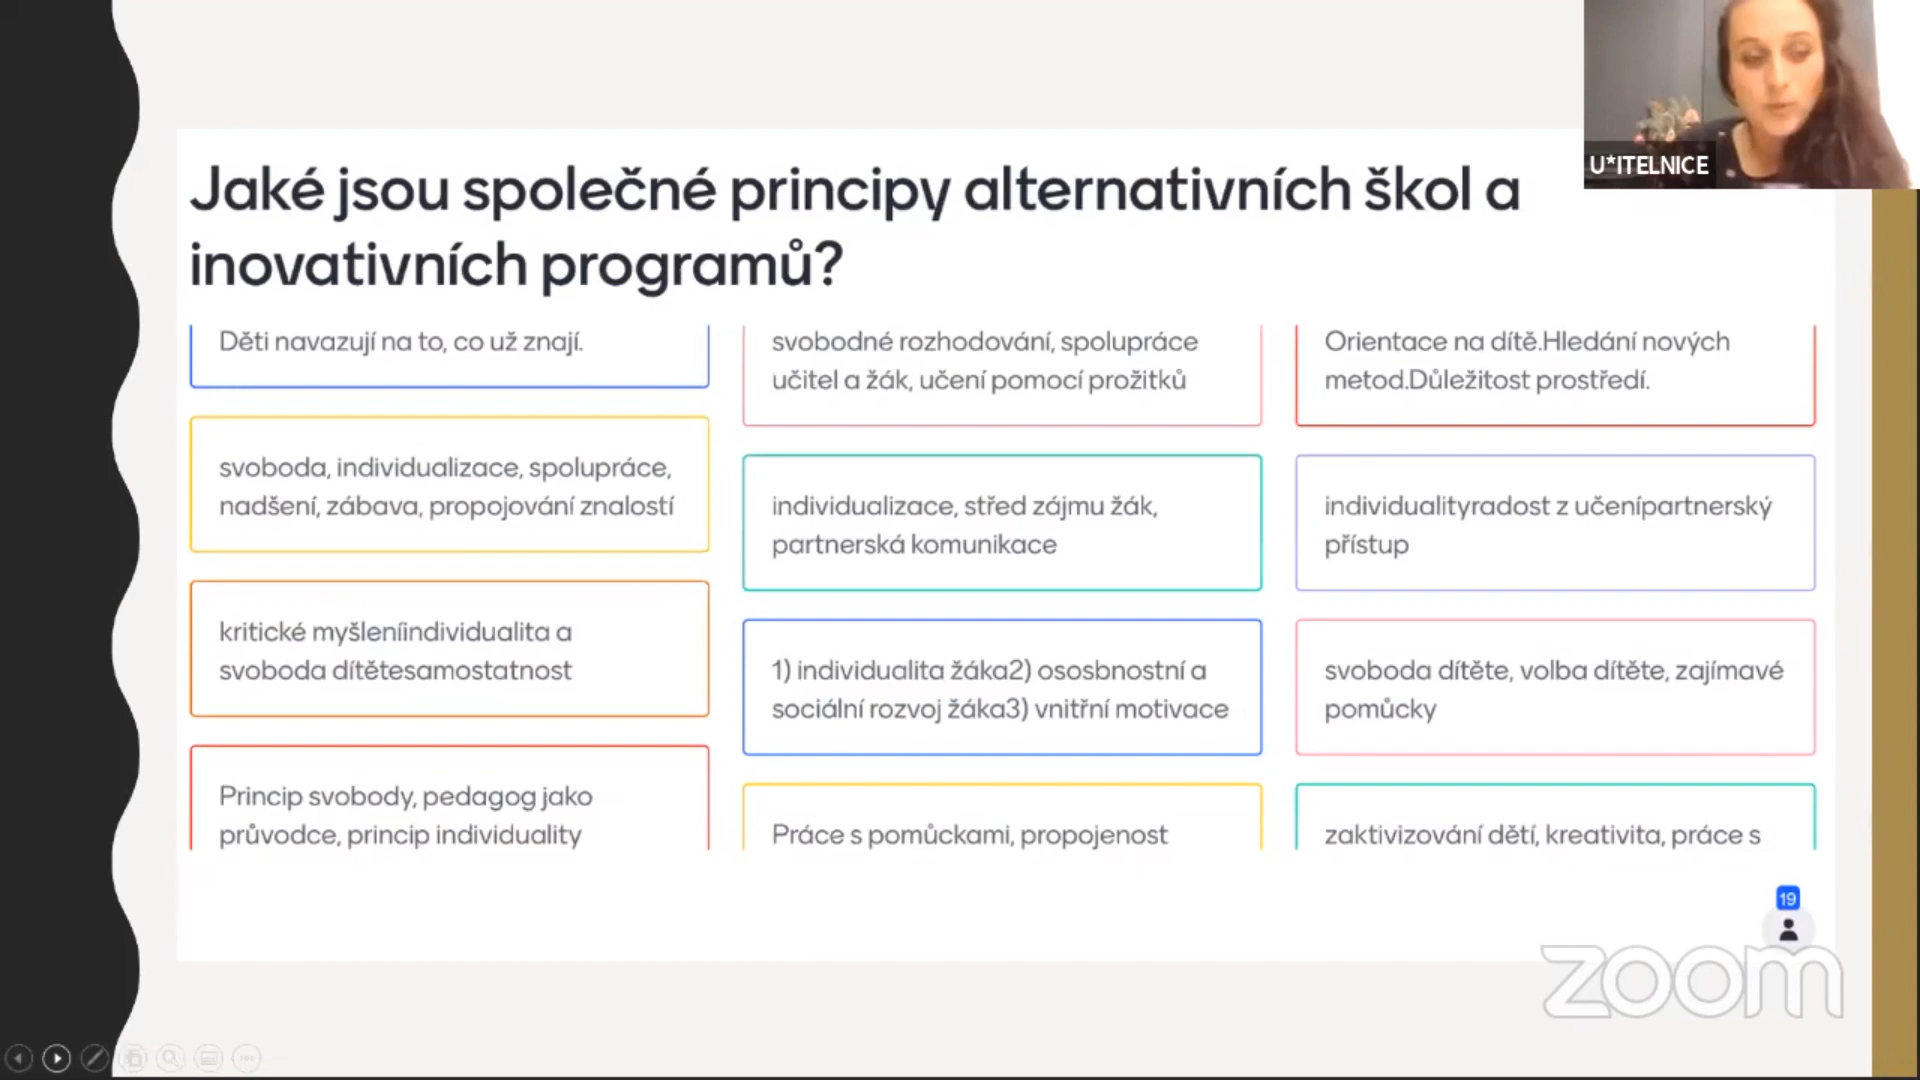 U*ITELNICE
Jaké jsou společné principy alternativních škol a
inovativních programů?
Děti navazují na to, co už znají.
svoboda, individualizace, spolupráce,
nadšení, zábava, propojování znalostí
kritické myšleníindividualita a
svoboda dítětesamostatnost
Princip svobody, pedagog jako
průvodce, princip individuality
svobodné rozhodování, spolupráce
učitel a žák, učení pomocí prožitků
individualizace, střed zájmu žák,
partnerská komunikace
1) individualita žáka2) ososbnostní a
sociální rozvoj žáka3) vnitřní motivace
Práce s pomůckami, propojenost
Orientace na dítě.Hledání nových
metod.Důležitost prostředí.
individualityradost z učenípartnerský
přístup
svoboda dítěte, volba dítěte, zajímavé
pomůcky
zaktivizování dětí, kreativita, práce s
19
zoom